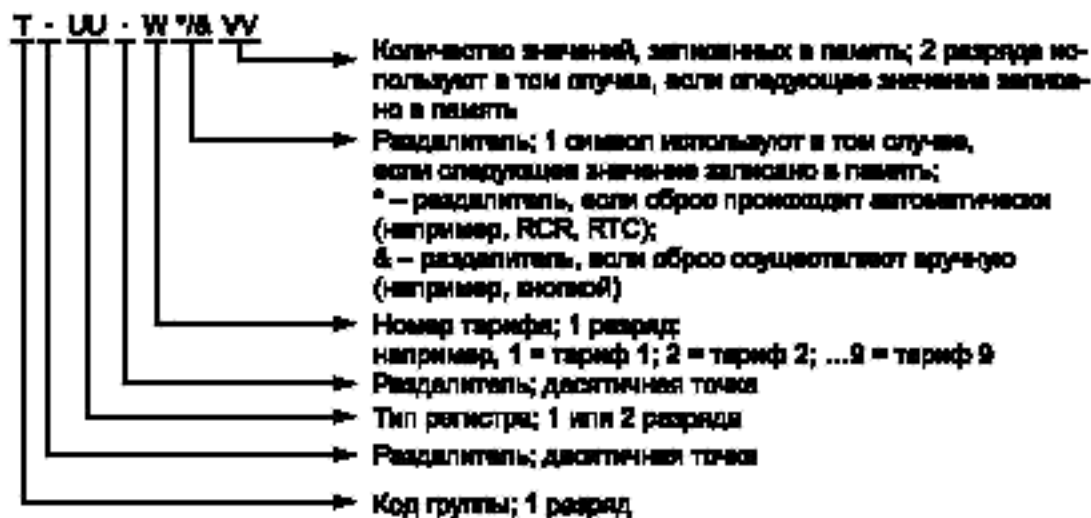 T - UU - W */& VV
Количество значений, записанных в память; 2 разряда ис-
пользуют в том случае, если следующее значение записа-
но в память
Разделитель; 1 символ используют в том случае,
если следующее значение записано в память;
* – разделитель, если сброс происходит автоматически
(например, RCR, RTC);
& – разделитель, если сброс осуществляют вручную
(например, кнопкой)
Номер тарифа; 1 разряд;
например, 1 = тариф 1; 2 = тариф 2; ...9 = тариф 9
Разделитель; десятичная точка
Тип регистра; 1 или 2 разряда
Разделитель; десятичная точка
Код группы; 1 разряд